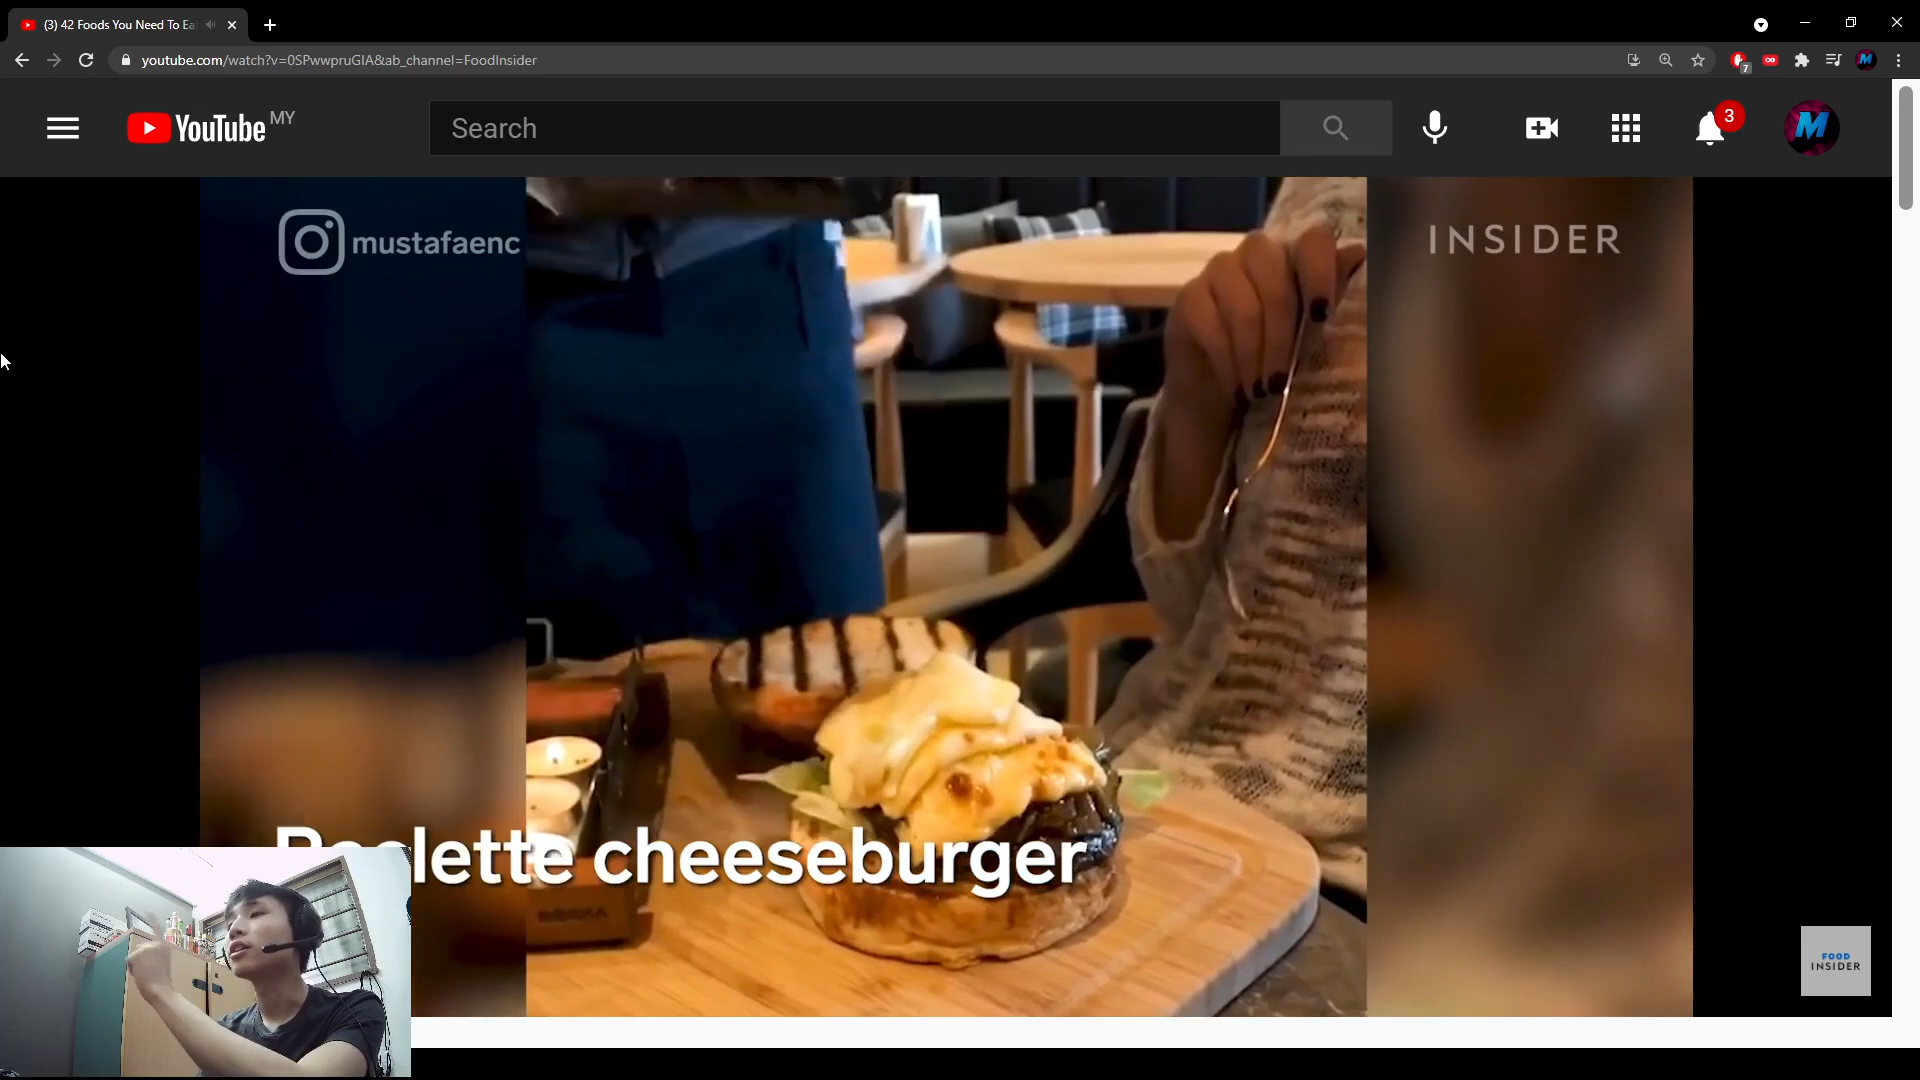 (3) 42 Foods You Need To Ea
youtube.com/watch?v=0SPwwpruGIA&ab_channel=FoodInsider
7
M
YouTube MY
Search
3
M
mustafaenc
INSIDER
lette cheeseburger
FOOD
INSIDER